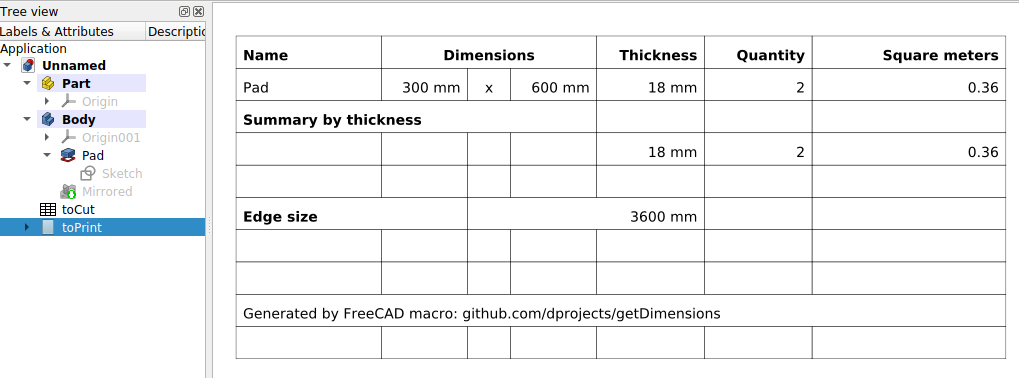 Tree view
Labels & Attributes Descriptic
Application
Unnamed
Part
Origin
Body
Origin001
Pad
Sketch
Mirrored
toCut
toPrint
Name Dimensions Thickness Quantity Square meters
Pad 300 mm x 600 mm 18 mm 2 0.36
Summary by thickness
18 mm 2 0.36
Edge size 3600 mm
Generated by FreeCAD macro: github.com/dprojects/getDimensions